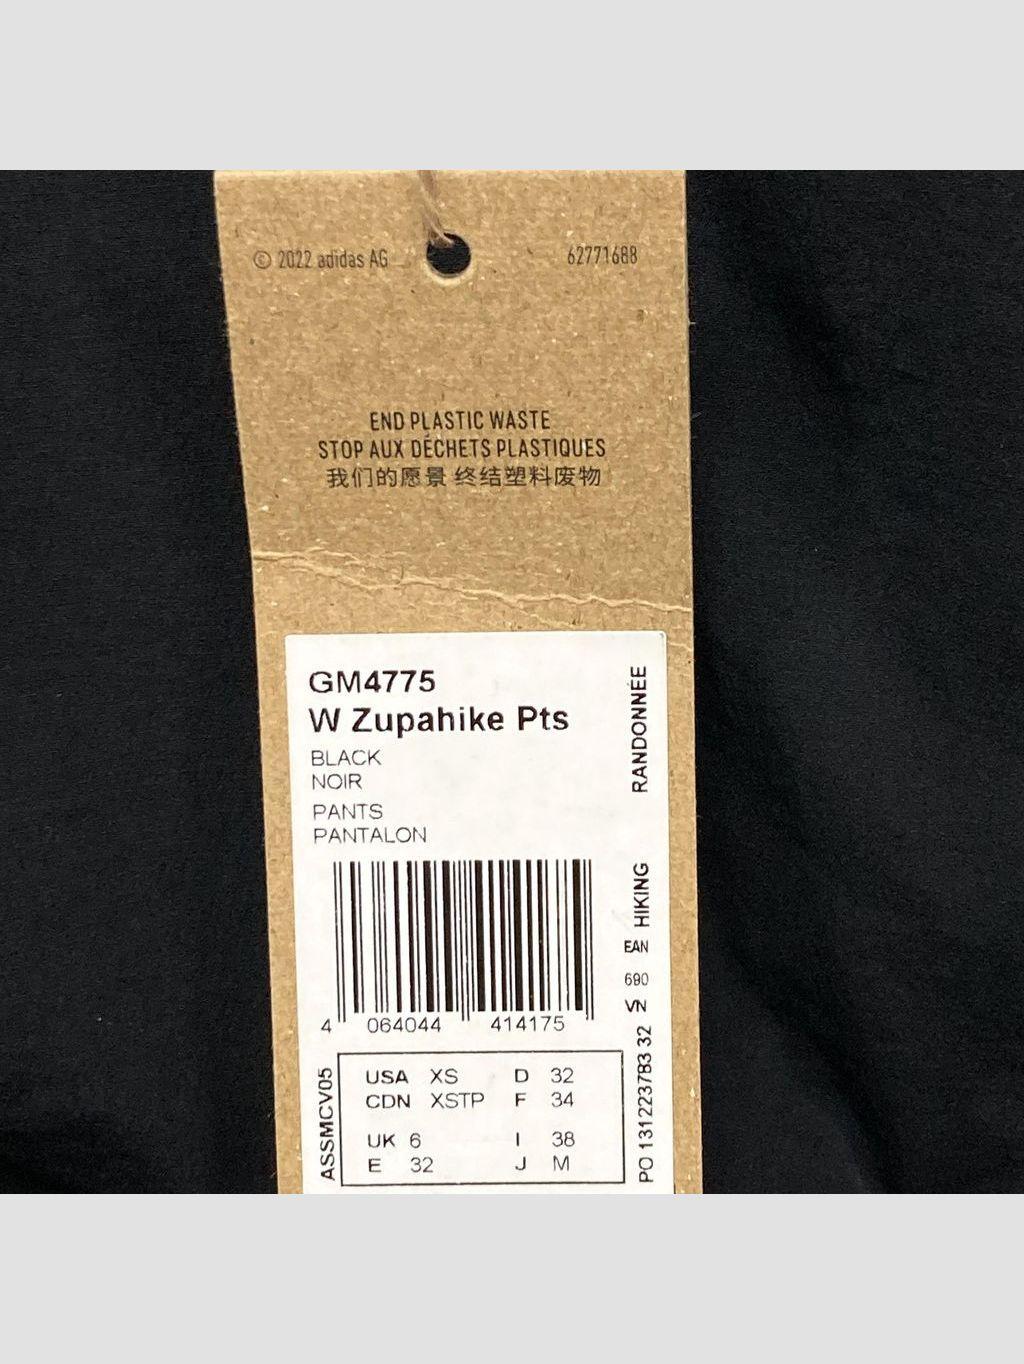 © 2022 adidas AG
62771688
END PLASTIC WASTE
STOP AUX DÉCHETS PLASTIQUES
我们的愿景 终结塑料废物
GM4775
W Zupahike Pts
BLACK
NOIR
PANTS
PANTALON
RANDONNÉE
HIKING
EAN
690
VN
32
PO 131223783
4 064044 414175
ASSMCV05
USA XS D 32
CDN XSTP F 34
UK 6 I 38
E 32 J M